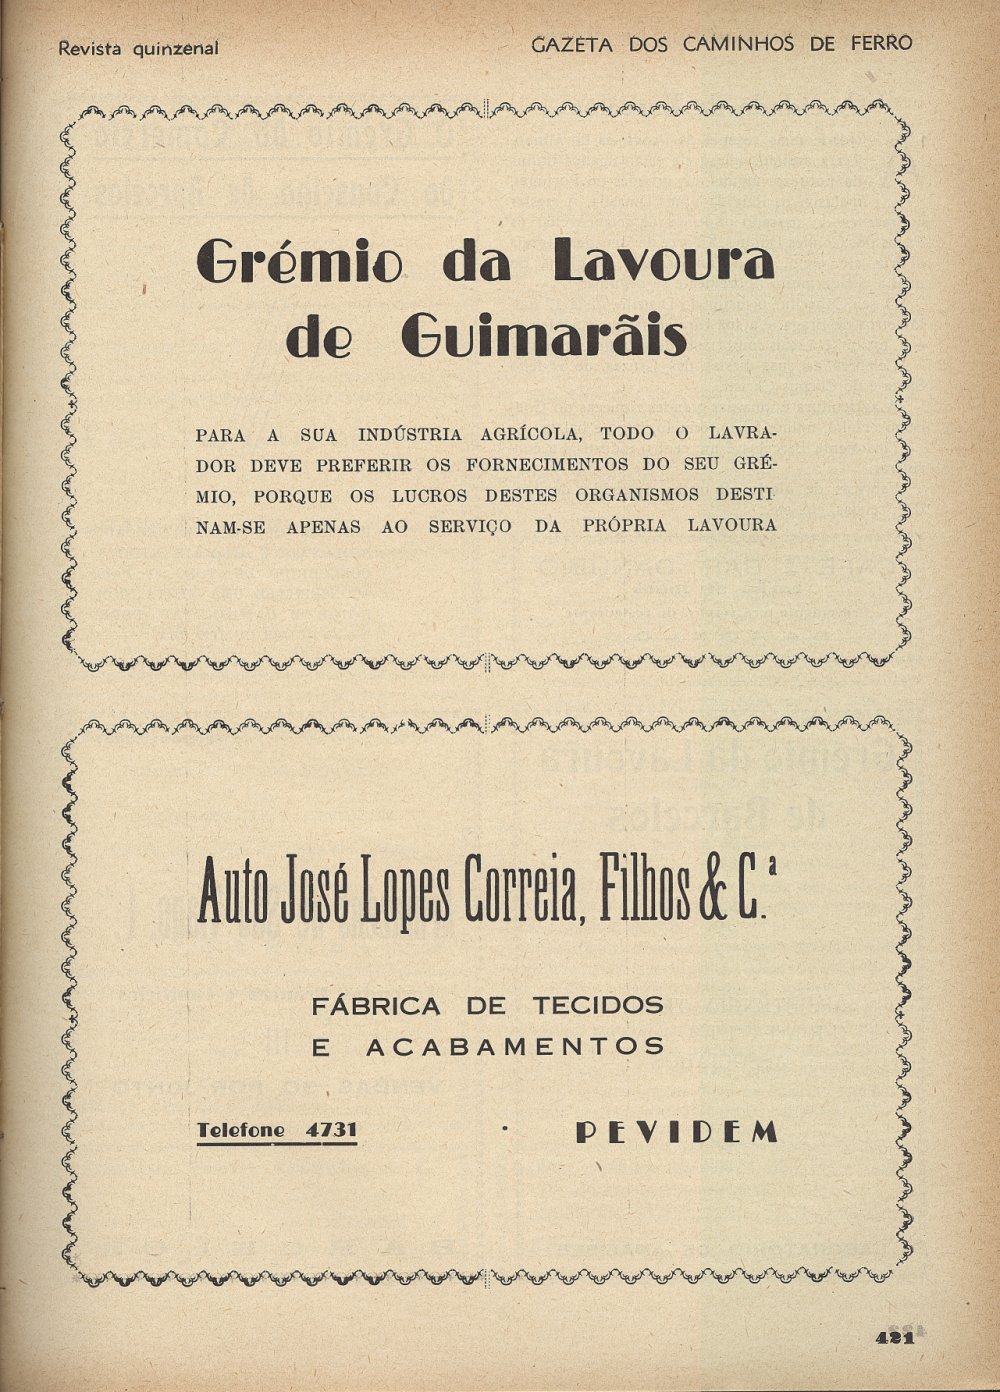 Revista quinzenal
GAZETA DOS CAMINHOS DE FERRO
Grémio da Lavoura
de Guimarãis
PARA A SUA INDÚSTRIA AGRÍCOLA, TODO O LAVRA-
DOR DEVE PREFERIR OS FORNECIMENTOS DO SEU GRÉ-
MIO, PORQUE OS LUCROS DESTES ORGANISMOS DESTI
NAM-SE APENAS AO SERVIÇO DA PRÓPRIA LAVOURA
Auto José Lopes Correia, Filhos & C.ª
FÁBRICA DE TECIDOS
E ACABAMENTOS
Telefone 4731 · PEVIDEM
421